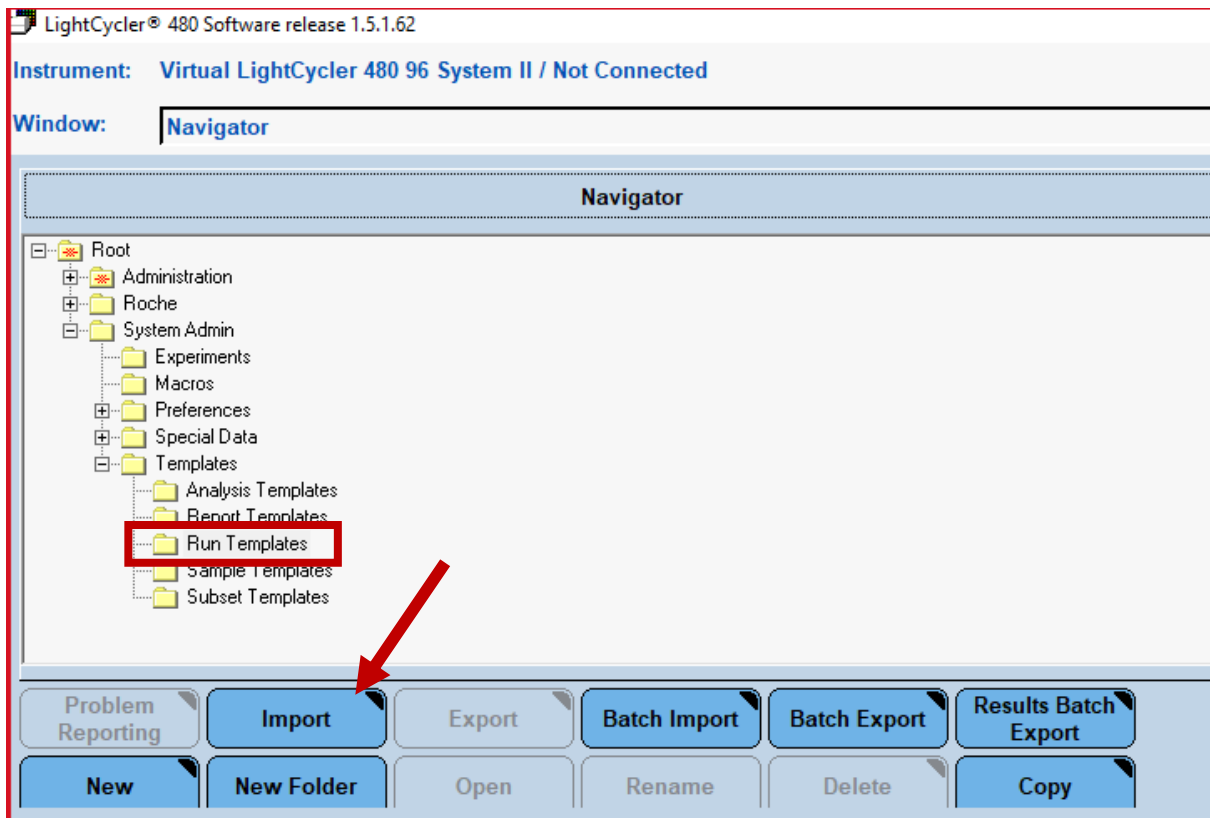 LightCycler® 480 Software release 1.5.1.62
Instrument: Virtual LightCycler 480 96 System II / Not Connected
Window: Navigator
Navigator
Root
Administration
Roche
System Admin
Experiments
Macros
Preferences
Special Data
Templates
Analysis Templates
Report Templates
Run Templates
Sample Templates
Subset Templates
Problem Reporting
Import
Export
Batch Import
Batch Export
Results Batch Export
New
New Folder
Open
Rename
Delete
Copy